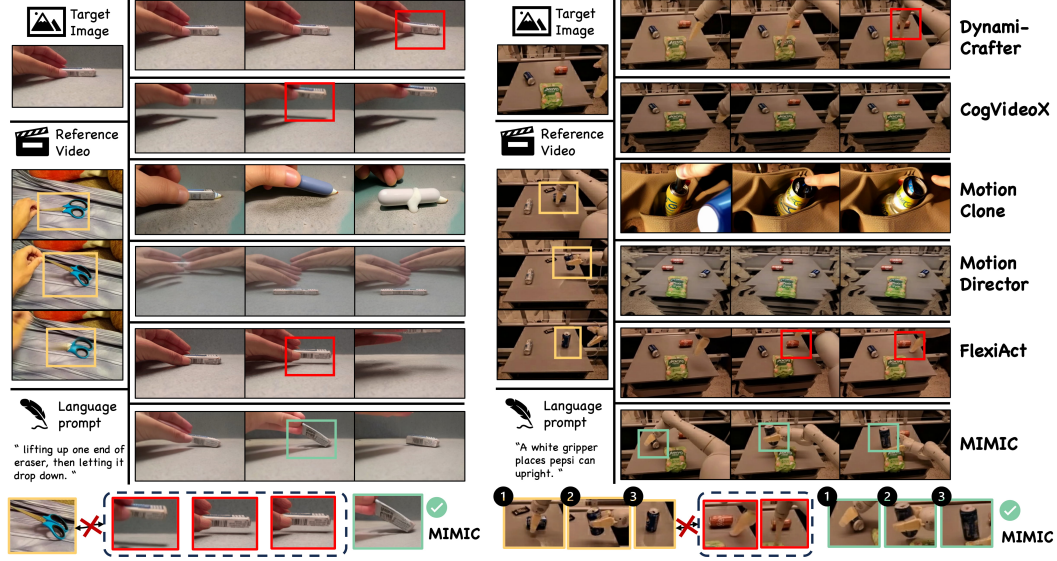 Target
Image
Reference
Video
Language
prompt
“ lifting up one end of
eraser, then letting it
drop down. “
MIMIC
Target
Image
Reference
Video
Language
prompt
“A white gripper
places pepsi can
upright. “
Dynami-
Crafter
CogVideoX
Motion
Clone
Motion
Director
FlexiAct
MIMIC
1 2 3
1 2 3
MIMIC